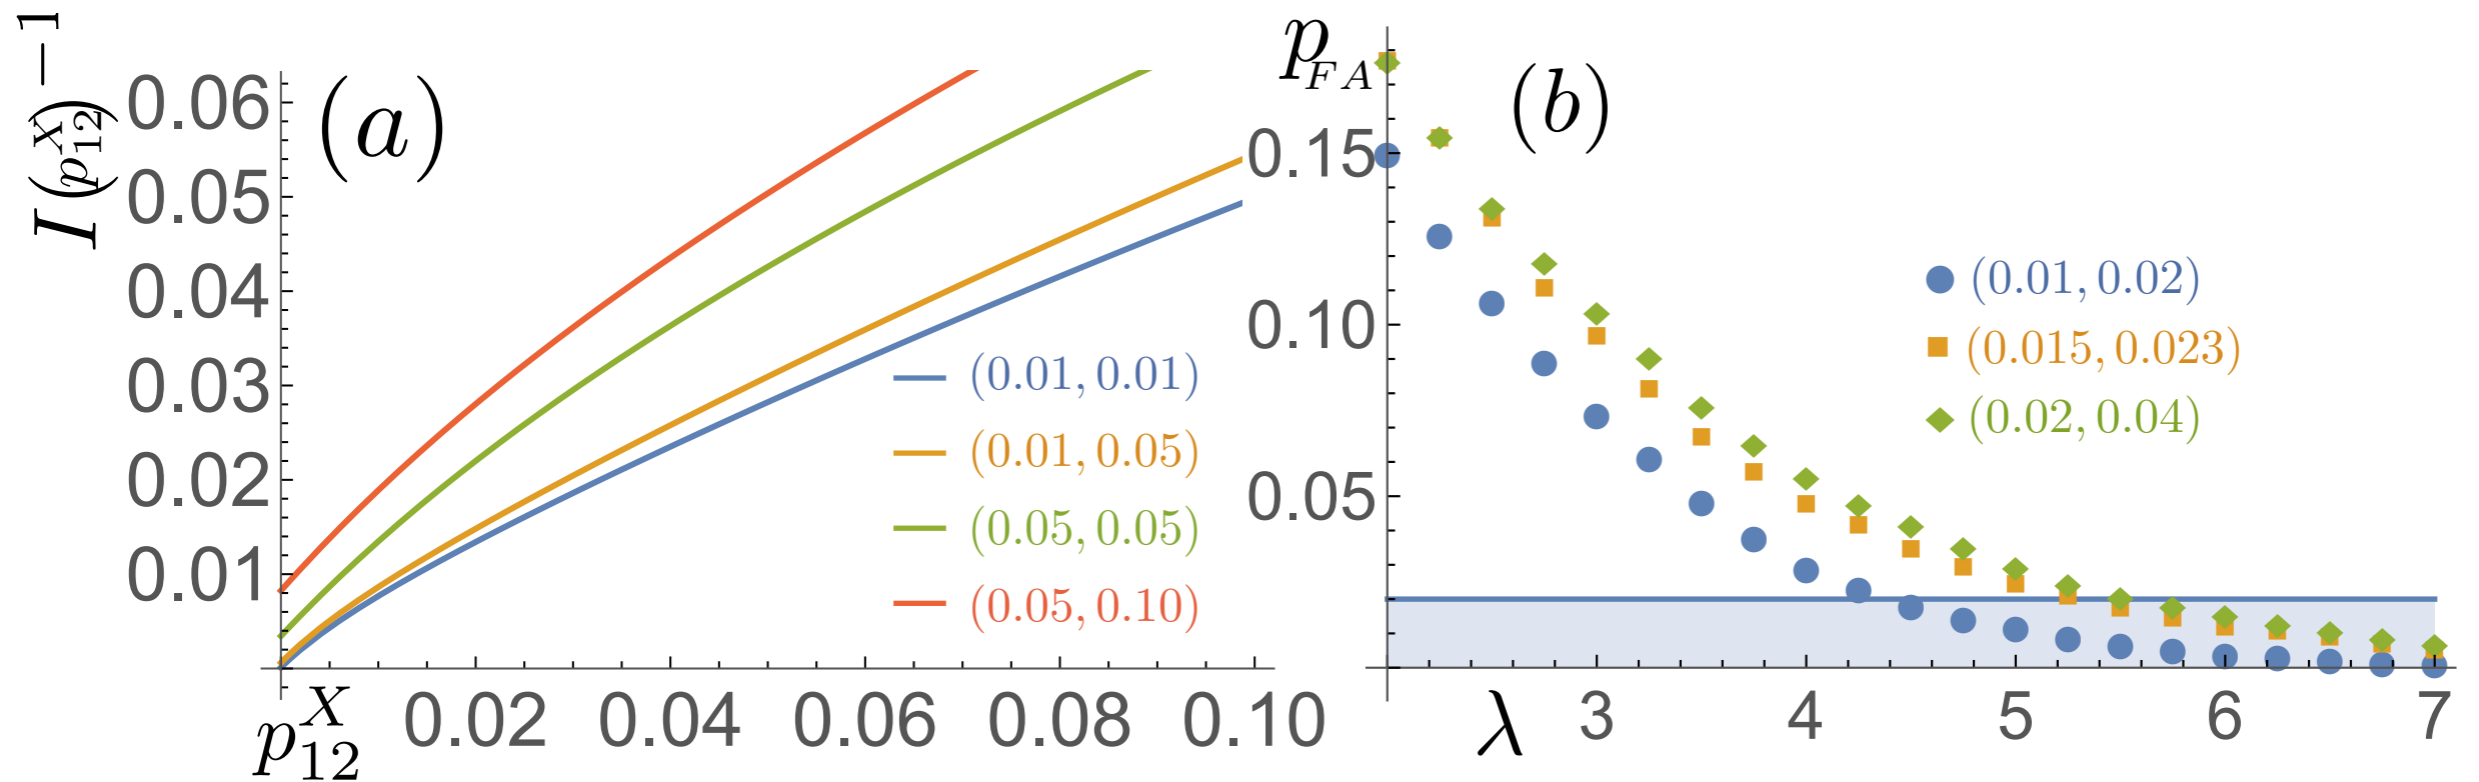 I(p_{12}^X) − 1
(a)
0.06
0.05
0.04
0.03
0.02
0.01
(0.01, 0.01)
(0.01, 0.05)
(0.05, 0.05)
(0.05, 0.10)
p_{12}^X 0.02 0.04 0.06 0.08 0.10
p_{FA}
(b)
0.15
0.10
0.05
(0.01, 0.02)
(0.015, 0.023)
(0.02, 0.04)
λ 3 4 5 6 7